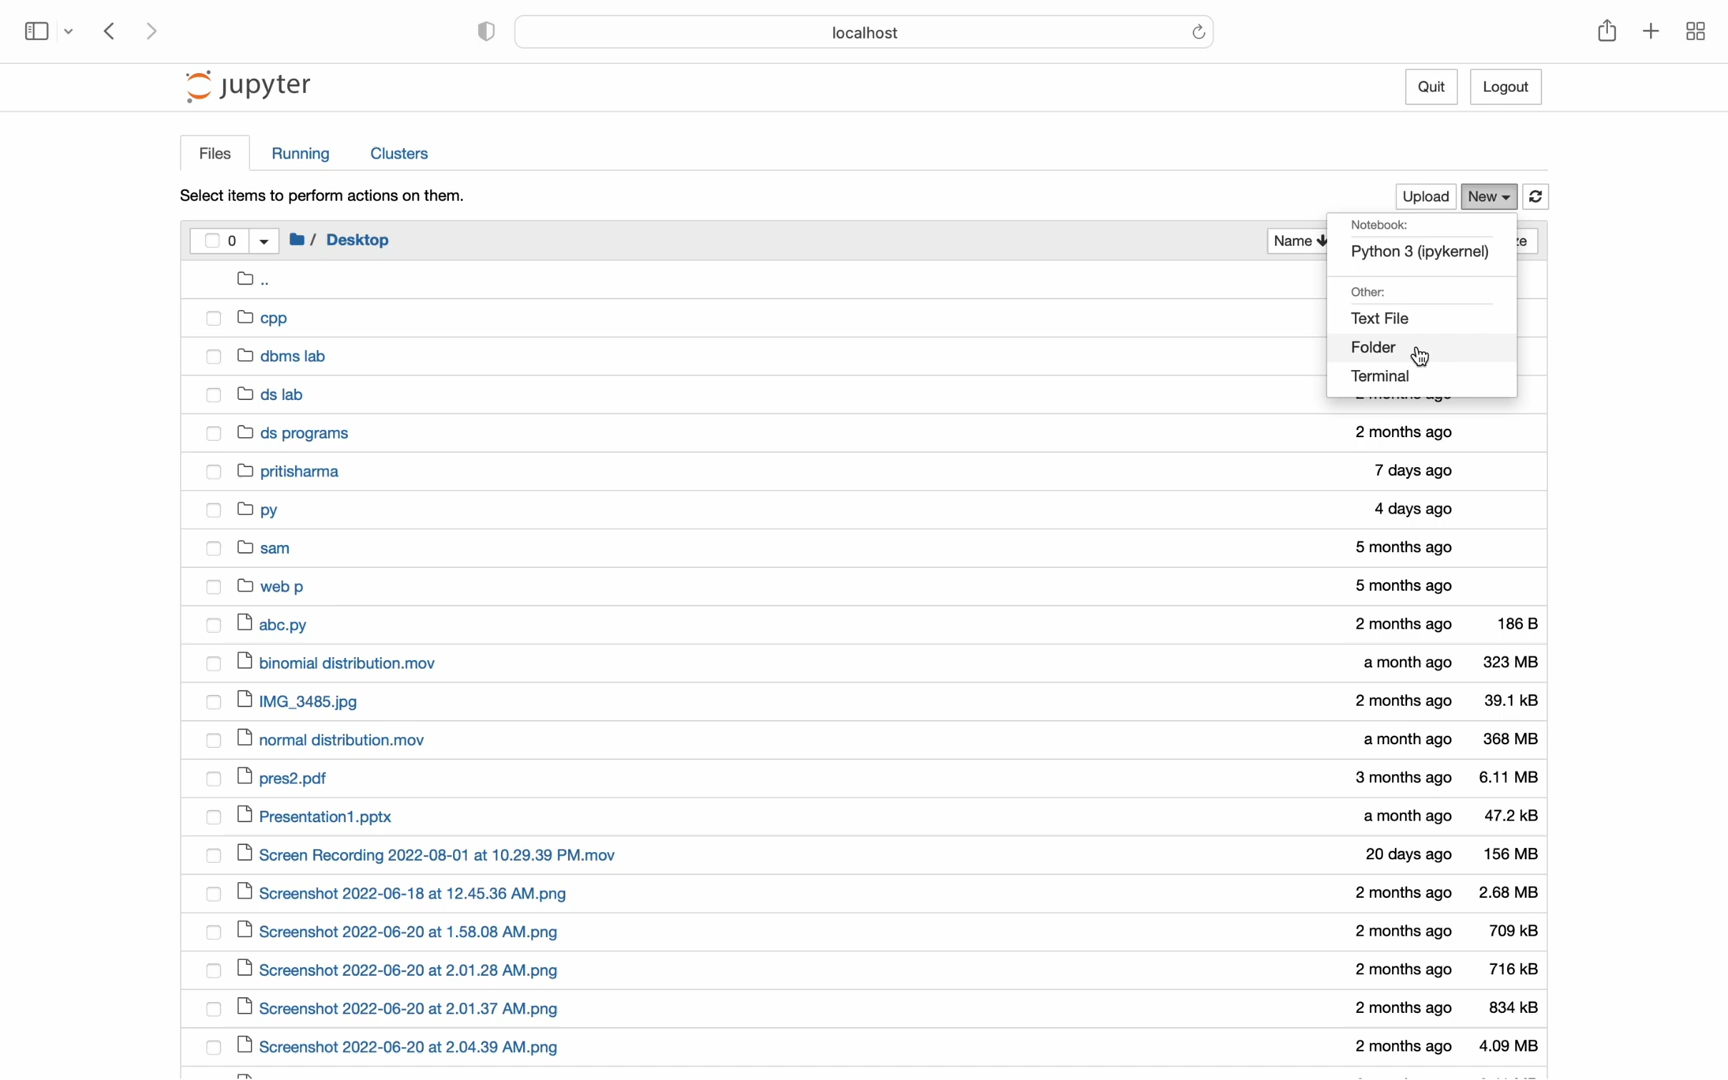 localhost
jupyter
Quit
Logout
Files
Running
Clusters
Select items to perform actions on them.
Upload
New
0
/ Desktop
Name
Notebook:
Python 3 (ipykernel)
Other:
Text File
Folder
Terminal
..
cpp
dbms lab
ds lab
ds programs 2 months ago
pritisharma 7 days ago
py 4 days ago
sam 5 months ago
web p 5 months ago
abc.py 2 months ago 186 B
binomial distribution.mov a month ago 323 MB
IMG_3485.jpg 2 months ago 39.1 kB
normal distribution.mov a month ago 368 MB
pres2.pdf 3 months ago 6.11 MB
Presentation1.pptx a month ago 47.2 kB
Screen Recording 2022-08-01 at 10.29.39 PM.mov 20 days ago 156 MB
Screenshot 2022-06-18 at 12.45.36 AM.png 2 months ago 2.68 MB
Screenshot 2022-06-20 at 1.58.08 AM.png 2 months ago 709 kB
Screenshot 2022-06-20 at 2.01.28 AM.png 2 months ago 716 kB
Screenshot 2022-06-20 at 2.01.37 AM.png 2 months ago 834 kB
Screenshot 2022-06-20 at 2.04.39 AM.png 2 months ago 4.09 MB